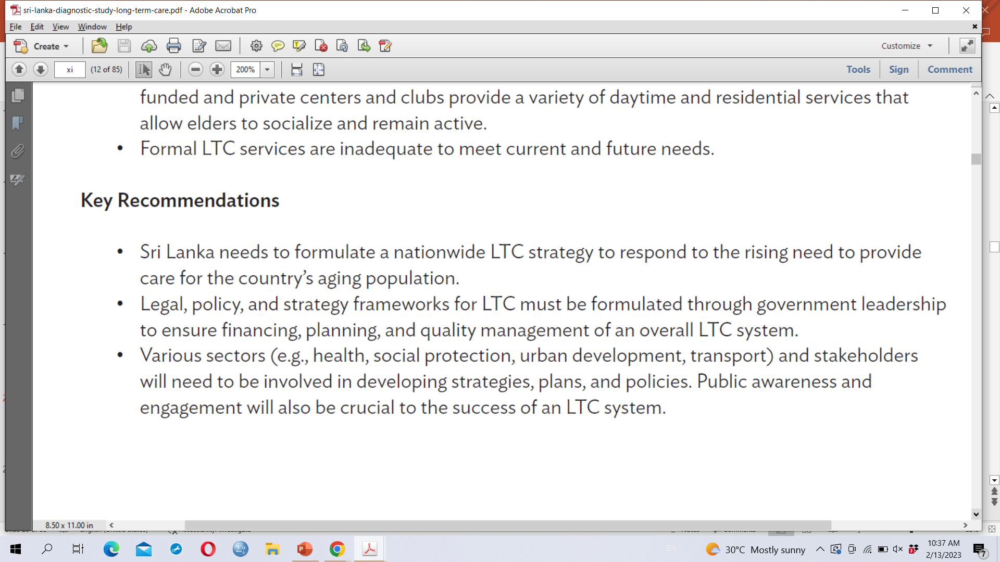 sri-lanka-diagnostic-study-long-term-care.pdf - Adobe Acrobat Pro
File Edit View Window Help
Create
Customize
xi (12 of 85) 200% Tools Sign Comment
funded and private centers and clubs provide a variety of daytime and residential services that
allow elders to socialize and remain active.
• Formal LTC services are inadequate to meet current and future needs.
Key Recommendations
• Sri Lanka needs to formulate a nationwide LTC strategy to respond to the rising need to provide
care for the country’s aging population.
• Legal, policy, and strategy frameworks for LTC must be formulated through government leadership
to ensure financing, planning, and quality management of an overall LTC system.
• Various sectors (e.g., health, social protection, urban development, transport) and stakeholders
will need to be involved in developing strategies, plans, and policies. Public awareness and
engagement will also be crucial to the success of an LTC system.
8.50 x 11.00 in
EN 30°C Mostly sunny 10:37 AM
2/13/2023
7